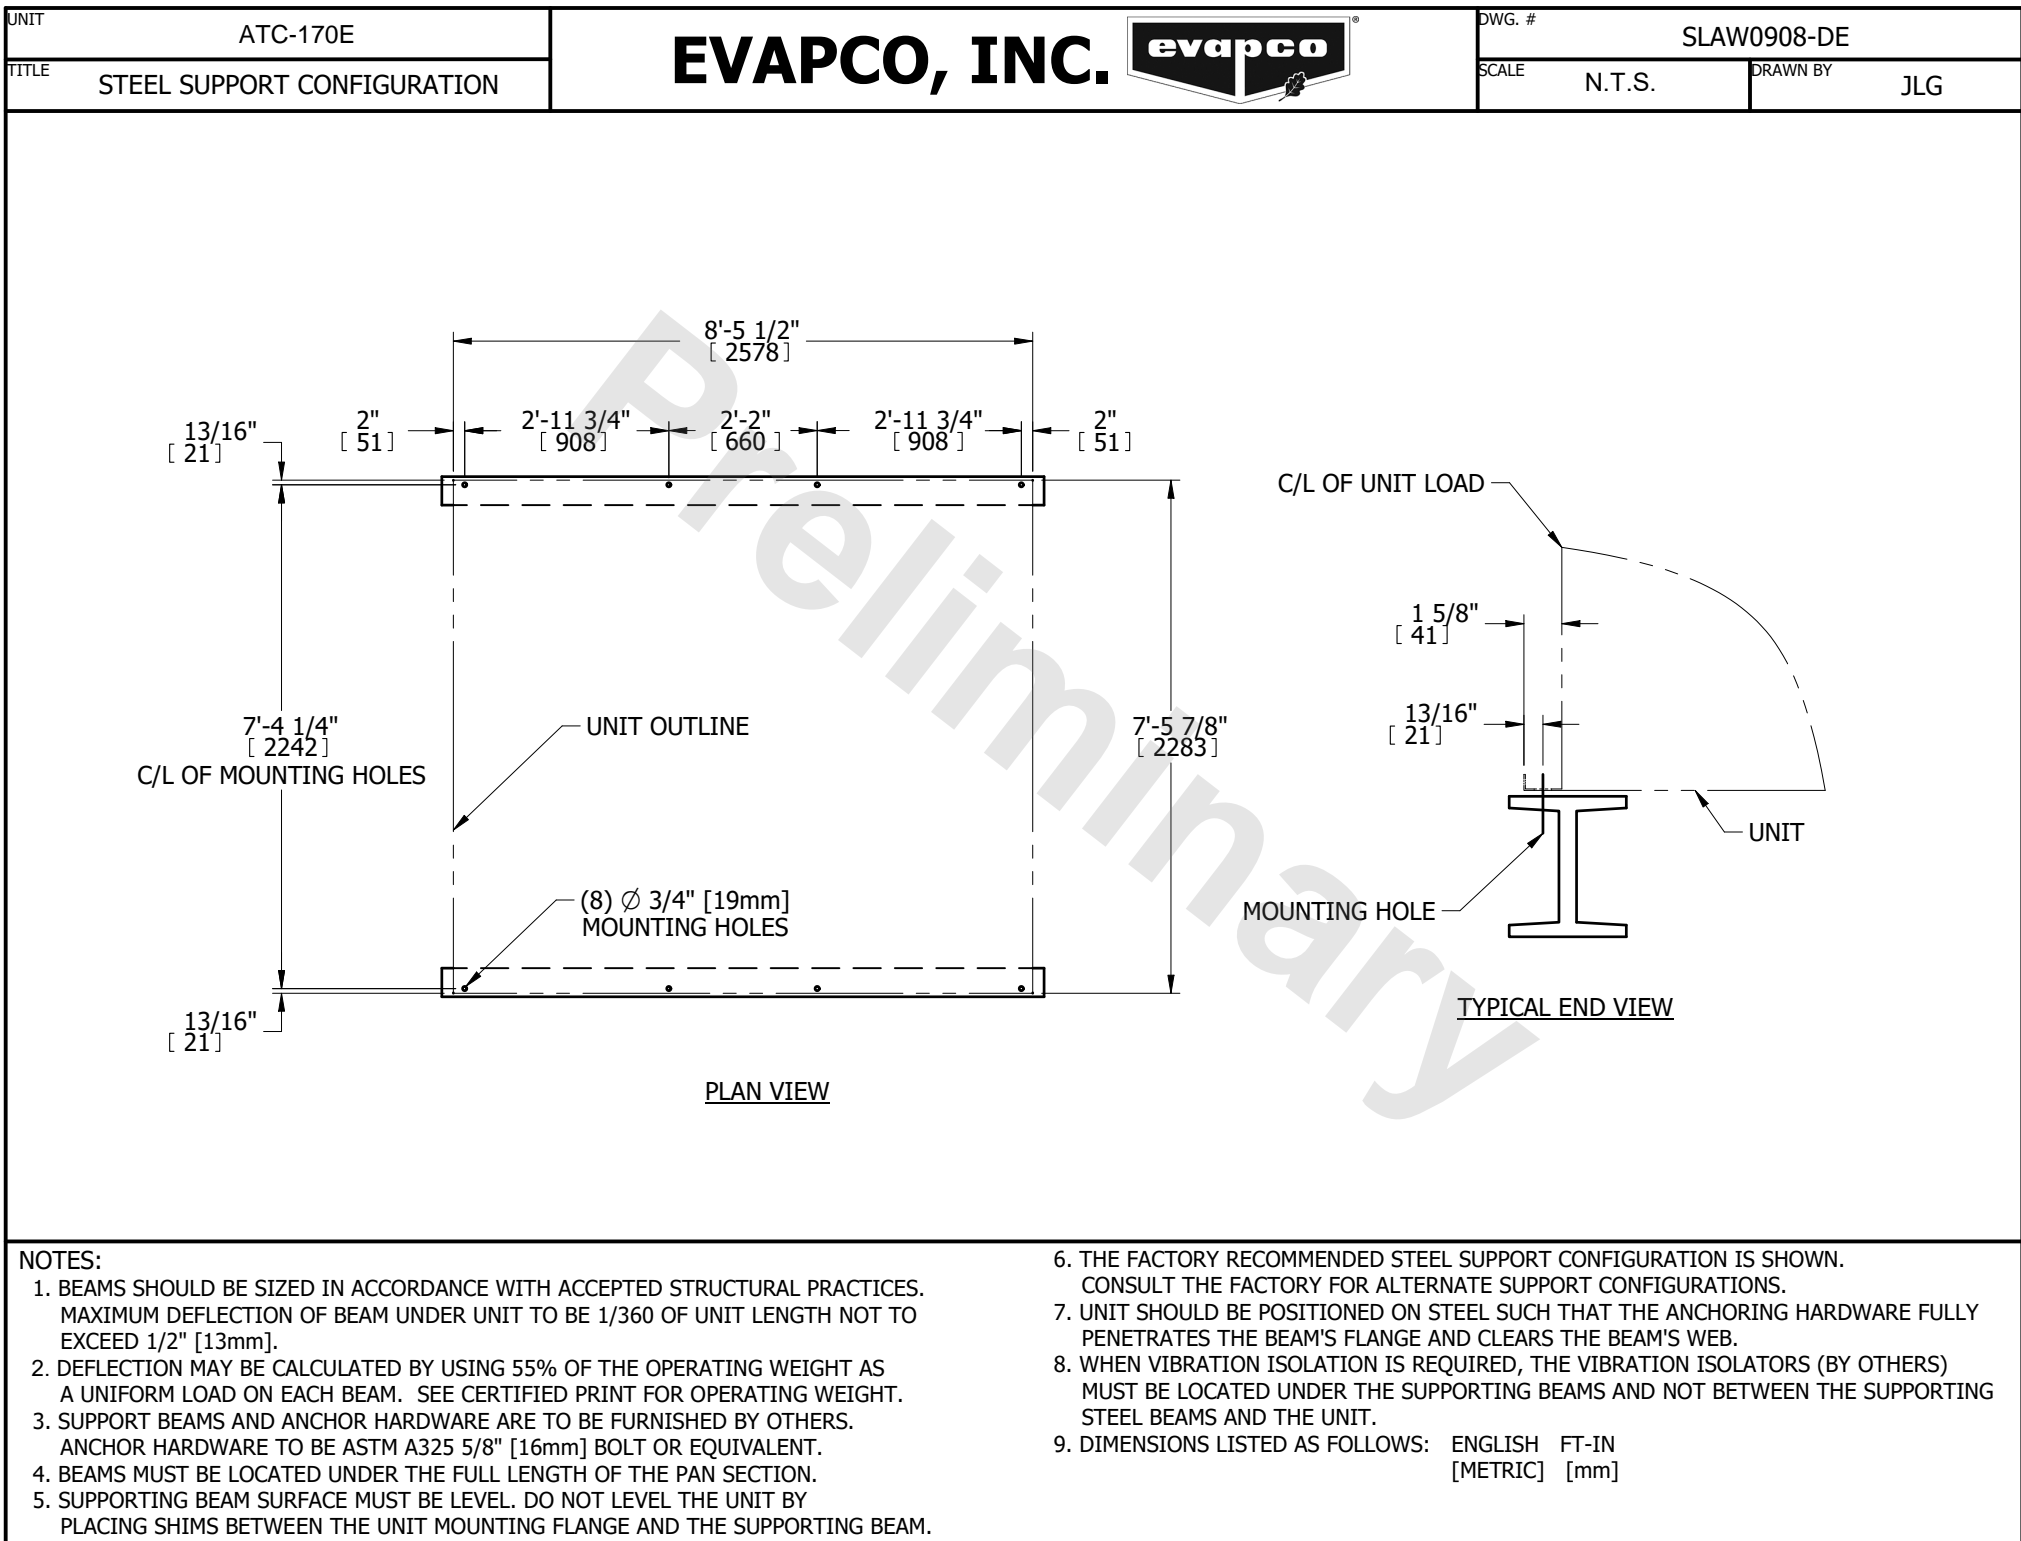 UNIT
ATC-170E
TITLE
STEEL SUPPORT CONFIGURATION
EVAPCO, INC.
evapco
®
DWG. #
SLAW0908-DE
SCALE
N.T.S.
DRAWN BY
JLG
Preliminary
8'-5 1/2"
[ 2578 ]
13/16"
[ 21 ]
2"
[ 51 ]
2'-11 3/4"
[ 908 ]
2'-2"
[ 660 ]
2'-11 3/4"
[ 908 ]
2"
[ 51 ]
7'-4 1/4"
[ 2242 ]
C/L OF MOUNTING HOLES
UNIT OUTLINE
7'-5 7/8"
[ 2283 ]
(8) Ø 3/4" [19mm]
MOUNTING HOLES
13/16"
[ 21 ]
PLAN VIEW
C/L OF UNIT LOAD
1 5/8"
[ 41 ]
13/16"
[ 21 ]
UNIT
MOUNTING HOLE
TYPICAL END VIEW
NOTES:
1. BEAMS SHOULD BE SIZED IN ACCORDANCE WITH ACCEPTED STRUCTURAL PRACTICES.
MAXIMUM DEFLECTION OF BEAM UNDER UNIT TO BE 1/360 OF UNIT LENGTH NOT TO
EXCEED 1/2" [13mm].
2. DEFLECTION MAY BE CALCULATED BY USING 55% OF THE OPERATING WEIGHT AS
A UNIFORM LOAD ON EACH BEAM. SEE CERTIFIED PRINT FOR OPERATING WEIGHT.
3. SUPPORT BEAMS AND ANCHOR HARDWARE ARE TO BE FURNISHED BY OTHERS.
ANCHOR HARDWARE TO BE ASTM A325 5/8" [16mm] BOLT OR EQUIVALENT.
4. BEAMS MUST BE LOCATED UNDER THE FULL LENGTH OF THE PAN SECTION.
5. SUPPORTING BEAM SURFACE MUST BE LEVEL. DO NOT LEVEL THE UNIT BY
PLACING SHIMS BETWEEN THE UNIT MOUNTING FLANGE AND THE SUPPORTING BEAM.
6. THE FACTORY RECOMMENDED STEEL SUPPORT CONFIGURATION IS SHOWN.
CONSULT THE FACTORY FOR ALTERNATE SUPPORT CONFIGURATIONS.
7. UNIT SHOULD BE POSITIONED ON STEEL SUCH THAT THE ANCHORING HARDWARE FULLY
PENETRATES THE BEAM'S FLANGE AND CLEARS THE BEAM'S WEB.
8. WHEN VIBRATION ISOLATION IS REQUIRED, THE VIBRATION ISOLATORS (BY OTHERS)
MUST BE LOCATED UNDER THE SUPPORTING BEAMS AND NOT BETWEEN THE SUPPORTING
STEEL BEAMS AND THE UNIT.
9. DIMENSIONS LISTED AS FOLLOWS: ENGLISH FT-IN
[METRIC] [mm]